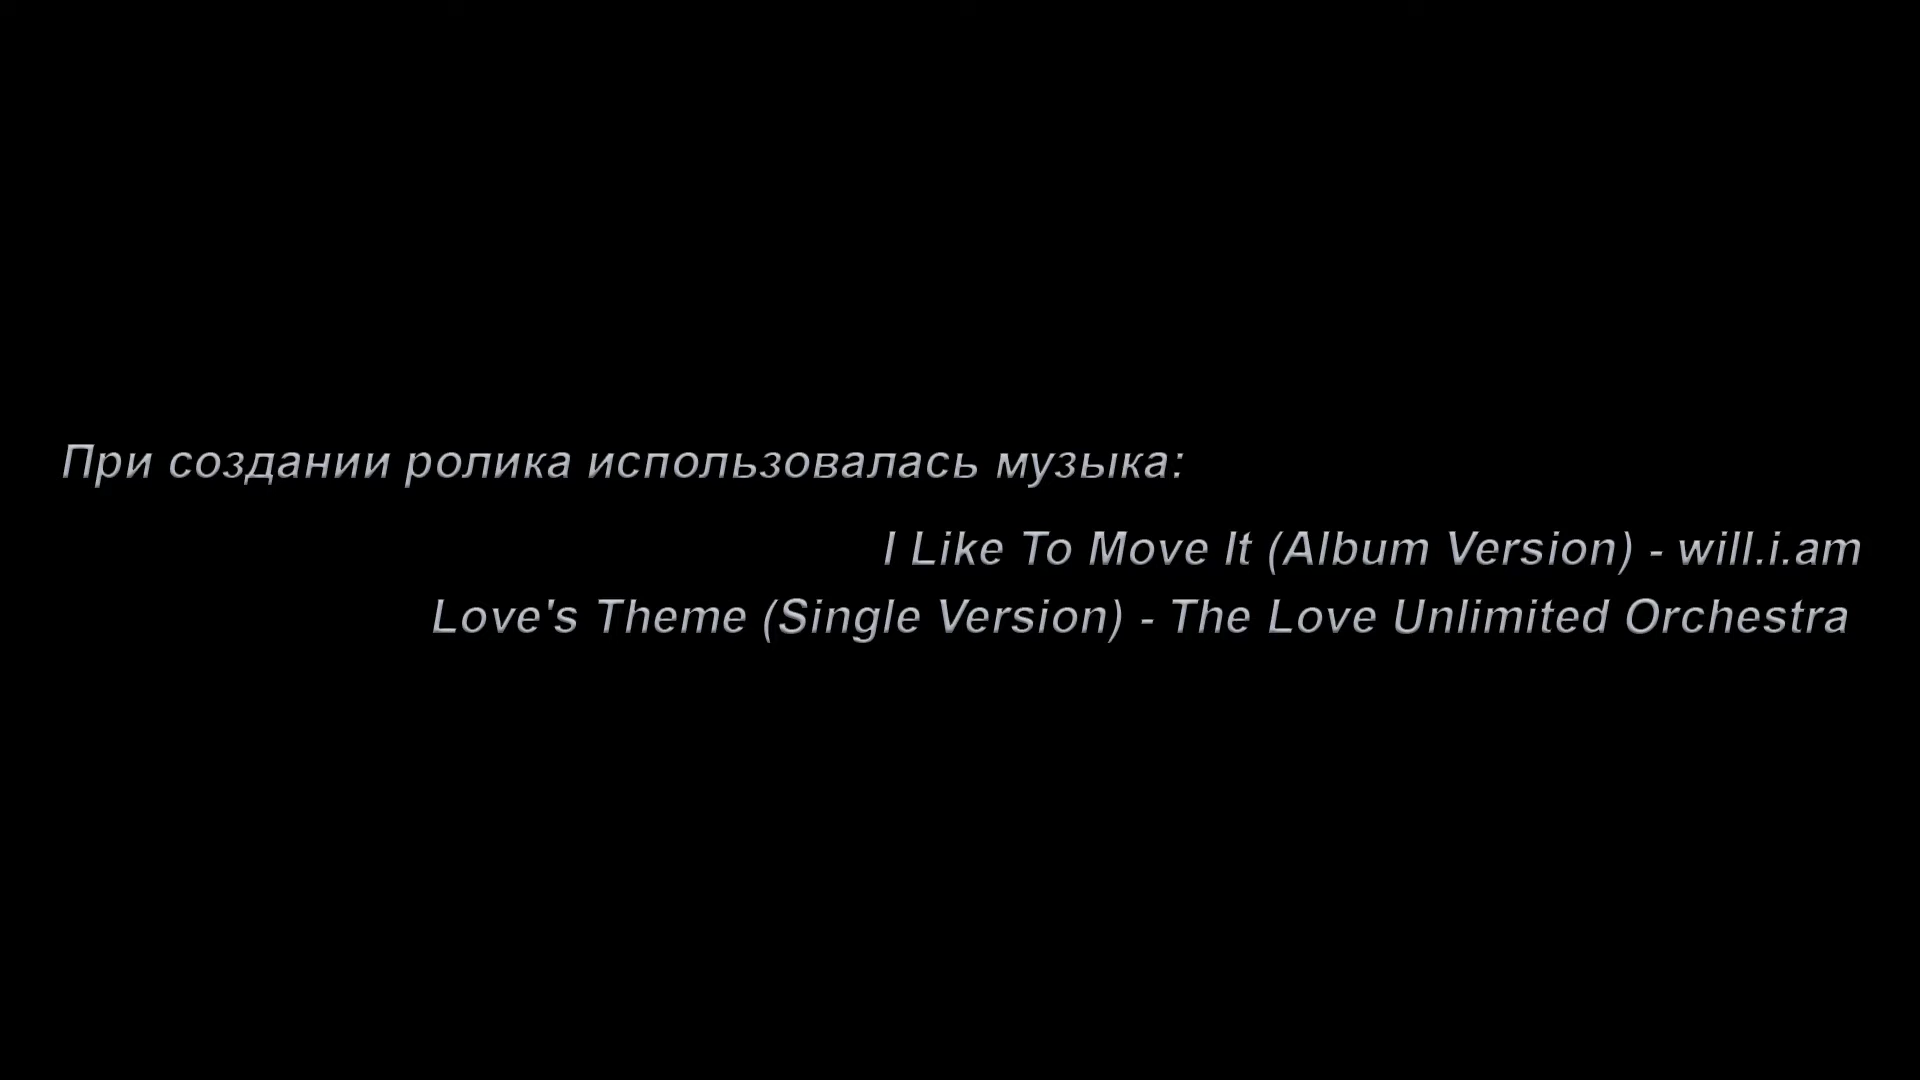 При создании ролика использовалась музыка:
I Like To Move It (Album Version) - will.i.am
Love's Theme (Single Version) - The Love Unlimited Orchestra